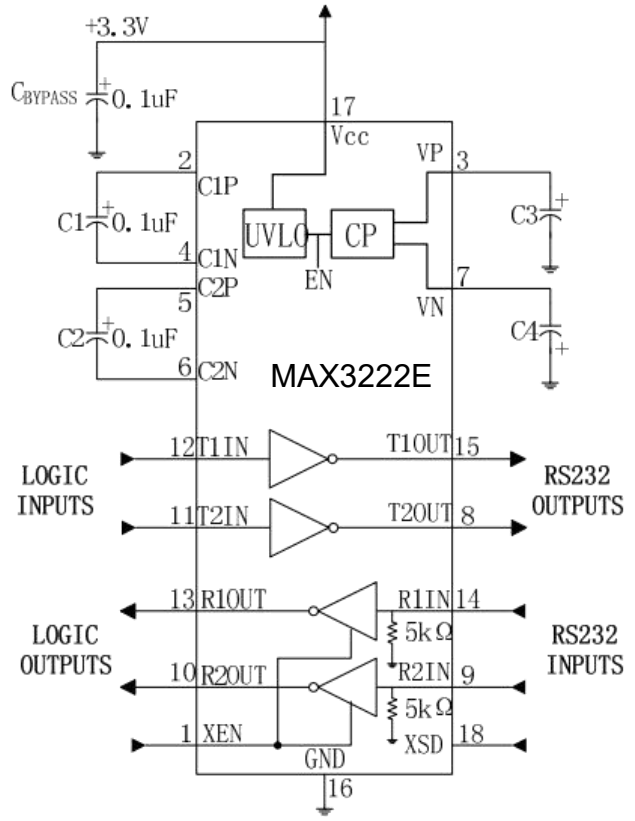 +3.3V
CBYPASS
+
0.1uF
17
Vcc
2
C1P
VP
3
C1
+
0.1uF
UVLO
CP
C3
+
4
C1N
EN
5
C2P
7
VN
C2
+
0.1uF
C4
+
6
C2N
MAX3222E
LOGIC
INPUTS
12
T1IN
T1OUT
15
RS232
OUTPUTS
11
T2IN
T2OUT
8
LOGIC
OUTPUTS
13
R1OUT
R1IN
14
5kΩ
RS232
INPUTS
10
R2OUT
R2IN
9
5kΩ
1
XEN
GND
XSD
18
16